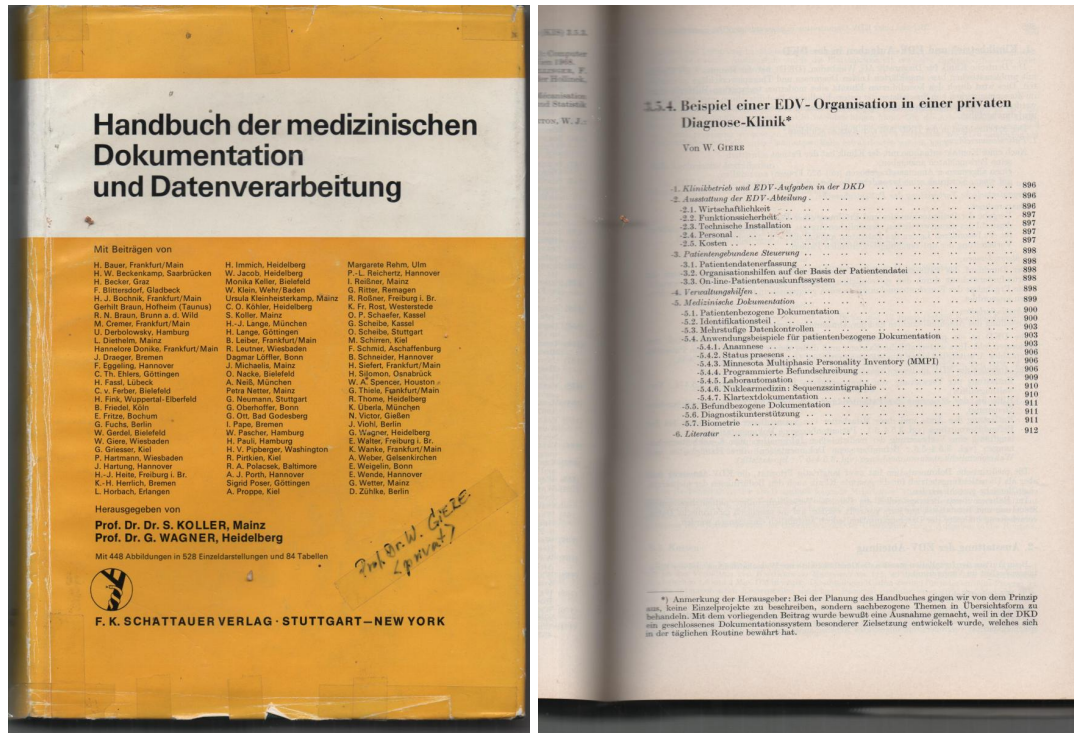 Handbuch der medizinischen
Dokumentation
und Datenverarbeitung
Mit Beiträgen von
H. Bauer, Frankfurt/Main
H. W. Beckenkamp, Saarbrücken
H. Becker, Graz
F. Blittersdorf, Gladbeck
H. J. Bochnik, Frankfurt/Main
Gerhilt Braun, Hofheim (Taunus)
R. N. Braun, Brunn a. d. Wild
M. Cremer, Frankfurt/Main
U. Derbolowsky, Hamburg
L. Diethelm, Mainz
Hannelore Donike, Frankfurt/Main
J. Draeger, Bremen
F. Eggeling, Hannover
C. Th. Ehlers, Göttingen
H. Fassl, Lübeck
C. v. Ferber, Bielefeld
H. Fink, Wuppertal-Elberfeld
B. Friedel, Köln
E. Fritze, Bochum
G. Fuchs, Berlin
W. Gerdel, Bielefeld
W. Giere, Wiesbaden
G. Griesser, Kiel
P. Hartmann, Wiesbaden
J. Hartung, Hannover
H.-J. Heite, Freiburg i. Br.
K.-H. Herrlich, Bremen
L. Horbach, Erlangen
H. Immich, Heidelberg
W. Jacob, Heidelberg
Monika Keller, Bielefeld
W. Klein, Wehr/Baden
Ursula Kleinheisterkamp, Mainz
C. O. Köhler, Heidelberg
S. Koller, Mainz
H.-J. Lange, München
H. Lange, Göttingen
B. Leiber, Frankfurt/Main
R. Leutner, Wiesbaden
Dagmar Löffler, Bonn
J. Michaelis, Mainz
O. Nacke, Bielefeld
A. Neiß, München
Petra Netter, Mainz
G. Neumann, Stuttgart
G. Oberhoffer, Bonn
G. Ott, Bad Godesberg
I. Pape, Bremen
W. Pascher, Hamburg
H. Pauli, Hamburg
H. V. Pipberger, Washington
R. Pirtkien, Kiel
R. A. Polacsek, Baltimore
A. J. Porth, Hannover
Sigrid Poser, Göttingen
A. Proppe, Kiel
Margarete Rehm, Ulm
P.-L. Reichertz, Hannover
I. Reißner, Mainz
G. Ritter, Remagen
R. Roßner, Freiburg i. Br.
K. Fr. Rost, Westerstede
O. P. Schaefer, Kassel
G. Scheibe, Kassel
O. Scheibe, Stuttgart
M. Schirren, Kiel
F. Schmid, Aschaffenburg
B. Schneider, Hannover
H. Siefert, Frankfurt/Main
H. Silomon, Osnabrück
W. A. Spencer, Houston
G. Thiele, Frankfurt/Main
R. Thome, Heidelberg
K. Überla, München
N. Victor, Gießen
J. Viohl, Berlin
G. Wagner, Heidelberg
E. Walter, Freiburg i. Br.
K. Wanke, Frankfurt/Main
A. Weber, Gelsenkirchen
E. Weigelin, Bonn
E. Wende, Hannover
G. Wetter, Mainz
D. Zühlke, Berlin
Herausgegeben von
Prof. Dr. Dr. S. KOLLER, Mainz
Prof. Dr. G. WAGNER, Heidelberg
Mit 448 Abbildungen in 528 Einzeldarstellungen und 84 Tabellen
Prof. Dr. W. GIERE
(privat)
F. K. SCHATTAUER VERLAG · STUTTGART—NEW YORK
3.5.4. Beispiel einer EDV-Organisation in einer privaten
Diagnose-Klinik*
Von W. GIERE
-1. Klinikbetrieb und EDV-Aufgaben in der DKD 896
-2. Ausstattung der EDV-Abteilung 896
-2.1. Wirtschaftlichkeit 896
-2.2. Funktionssicherheit 897
-2.3. Technische Installation 897
-2.4. Personal 897
-2.5. Kosten 897
-3. Patientengebundene Steuerung 898
-3.1. Patientendatenerfassung 898
-3.2. Organisationshilfen auf der Basis der Patientendatei 898
-3.3. On-line-Patientenauskunftssystem 898
-4. Verwaltungshilfen 898
-5. Medizinische Dokumentation 899
-5.1. Patientenbezogene Dokumentation 900
-5.2. Identifikationsteil 900
-5.3. Mehrstufige Datenkontrollen 903
-5.4. Anwendungsbeispiele für patientenbezogene Dokumentation 903
-5.4.1. Anamnese 903
-5.4.2. Status praesens 906
-5.4.3. Minnesota Multiphasic Personality Inventory (MMPI) 906
-5.4.4. Programmierte Befundschreibung 906
-5.4.5. Laborautomation 909
-5.4.6. Nuklearmedizin: Sequenzszintigraphie 910
-5.4.7. Klartextdokumentation 910
-5.5. Befundbezogene Dokumentation 911
-5.6. Diagnostikunterstützung 911
-5.7. Biometrie 911
-6. Literatur 912
*) Anmerkung der Herausgeber: Bei der Planung des Handbuches gingen wir von dem Prinzip
aus, keine Einzelprojekte zu beschreiben, sondern sachbezogene Themen in Übersichtsform zu
behandeln. Mit dem vorliegenden Beitrag wurde bewußt eine Ausnahme gemacht, weil in der DKD
ein geschlossenes Dokumentationssystem besonderer Zielsetzung entwickelt wurde, welches sich
in der täglichen Routine bewährt hat.